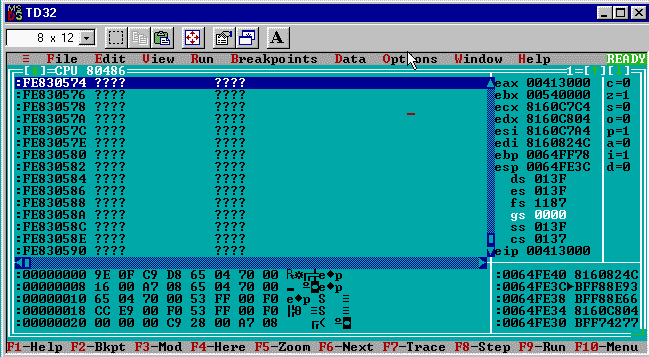 TD32
8 x 12
A
≡ File Edit View Run Breakpoints Data Options Window Help READY
[↑]=CPU 80486 1=[↑][↓]
:FE830574 ???? ???? eax 00413000 c=0
:FE830576 ???? ???? ebx 00540000 z=1
:FE830578 ???? ???? ecx 8160C7C4 s=0
:FE83057A ???? ???? edx 8160C804 o=0
:FE83057C ???? ???? esi 8160C7A4 p=1
:FE83057E ???? ???? edi 8160824C a=0
:FE830580 ???? ???? ebp 0064FF78 i=1
:FE830582 ???? ???? esp 0064FE3C d=0
:FE830584 ???? ???? ds 013F
:FE830586 ???? ???? es 013F
:FE830588 ???? ???? fs 1187
:FE83058A ???? ???? gs 0000
:FE83058C ???? ???? ss 013F
:FE83058E ???? ???? cs 0137
:FE830590 ???? ???? eip 00413000
:00000000 9E 0F C9 D8 65 04 70 00 ₧☼╔╪e♦p :0064FE40 8160824C
:00000008 16 00 A7 08 65 04 70 00 ▬ º◘e♦p :0064FE3C►BFF88E93
:00000010 65 04 70 00 53 FF 00 F0 e♦p S ≡ :0064FE38 BFF88E66
:00000018 CC E9 00 F0 53 FF 00 F0 ╠Θ ≡S ≡ :0064FE34 8160C804
:00000020 00 00 00 C9 28 00 A7 08 ╔( º◘ :0064FE30 BFF74277
F1-Help F2-Bkpt F3-Mod F4-Here F5-Zoom F6-Next F7-Trace F8-Step F9-Run F10-Menu